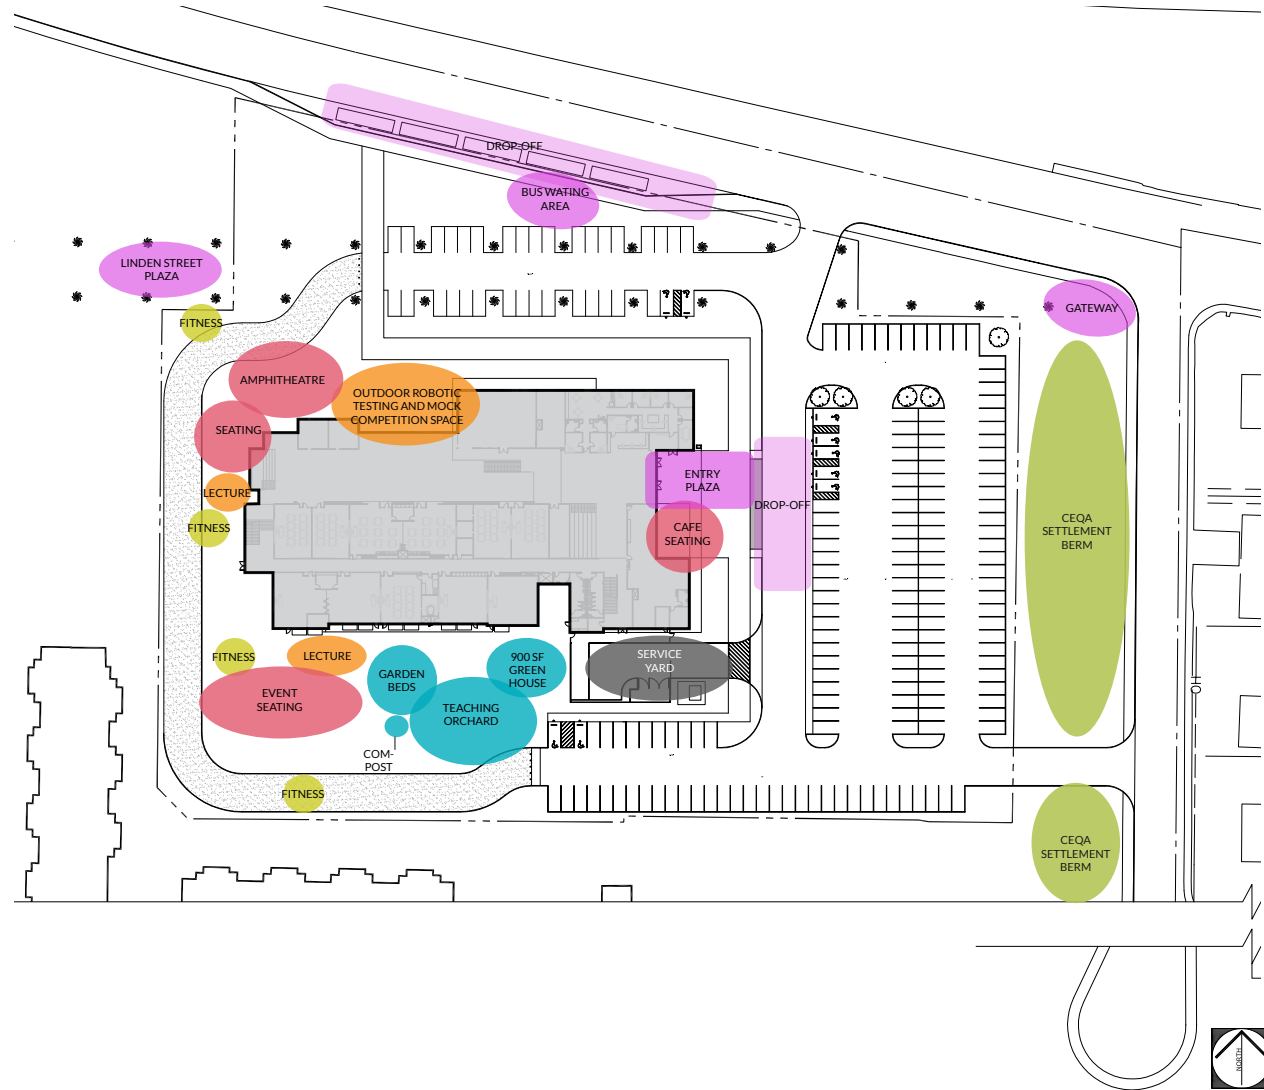 DROP-OFF
BUS WATING
AREA
LINDEN STREET
PLAZA
GATEWAY
FITNESS
AMPHITHEATRE
OUTDOOR ROBOTIC
TESTING AND MOCK
COMPETITION SPACE
SEATING
ENTRY
PLAZA
LECTURE
DROP-OFF
FITNESS
CAFE
SEATING
CEQA
SETTLEMENT
BERM
FITNESS
LECTURE
GARDEN
BEDS
900 SF
GREEN
HOUSE
SERVICE
YARD
EVENT
SEATING
TEACHING
ORCHARD
COM-
POST
FITNESS
CEQA
SETTLEMENT
BERM
OH
NORTH